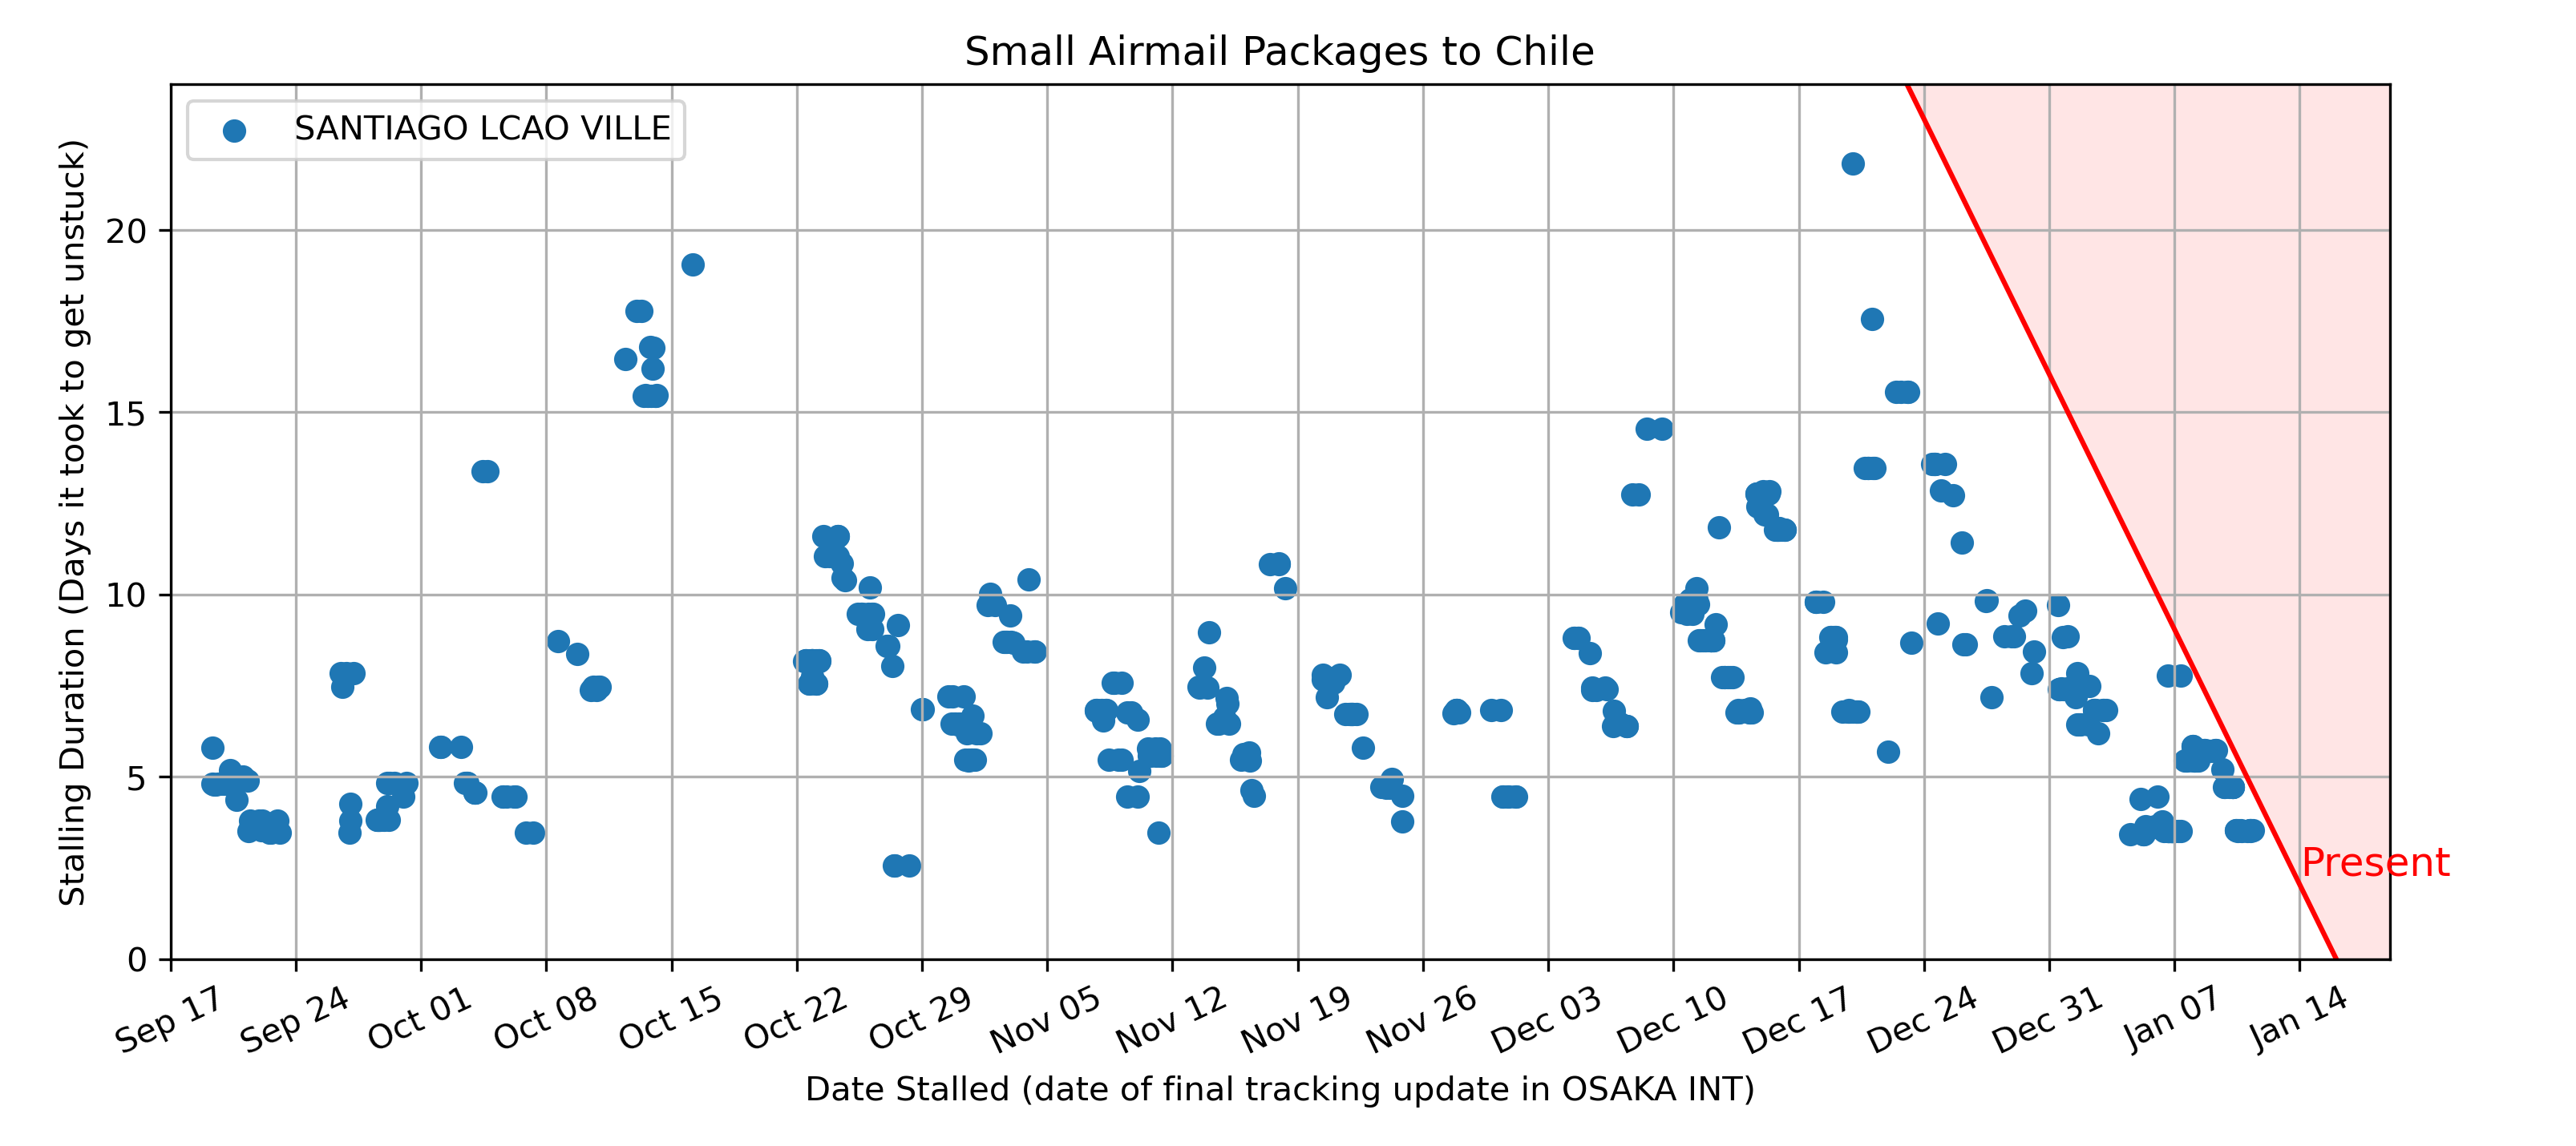 Small Airmail Packages to Chile
SANTIAGO LCAO VILLE
Stalling Duration (Days it took to get unstuck)
20
15
10
5
0
Present
Sep 17 Sep 24 Oct 01 Oct 08 Oct 15 Oct 22 Oct 29 Nov 05 Nov 12 Nov 19 Nov 26 Dec 03 Dec 10 Dec 17 Dec 24 Dec 31 Jan 07 Jan 14
Date Stalled (date of final tracking update in OSAKA INT)